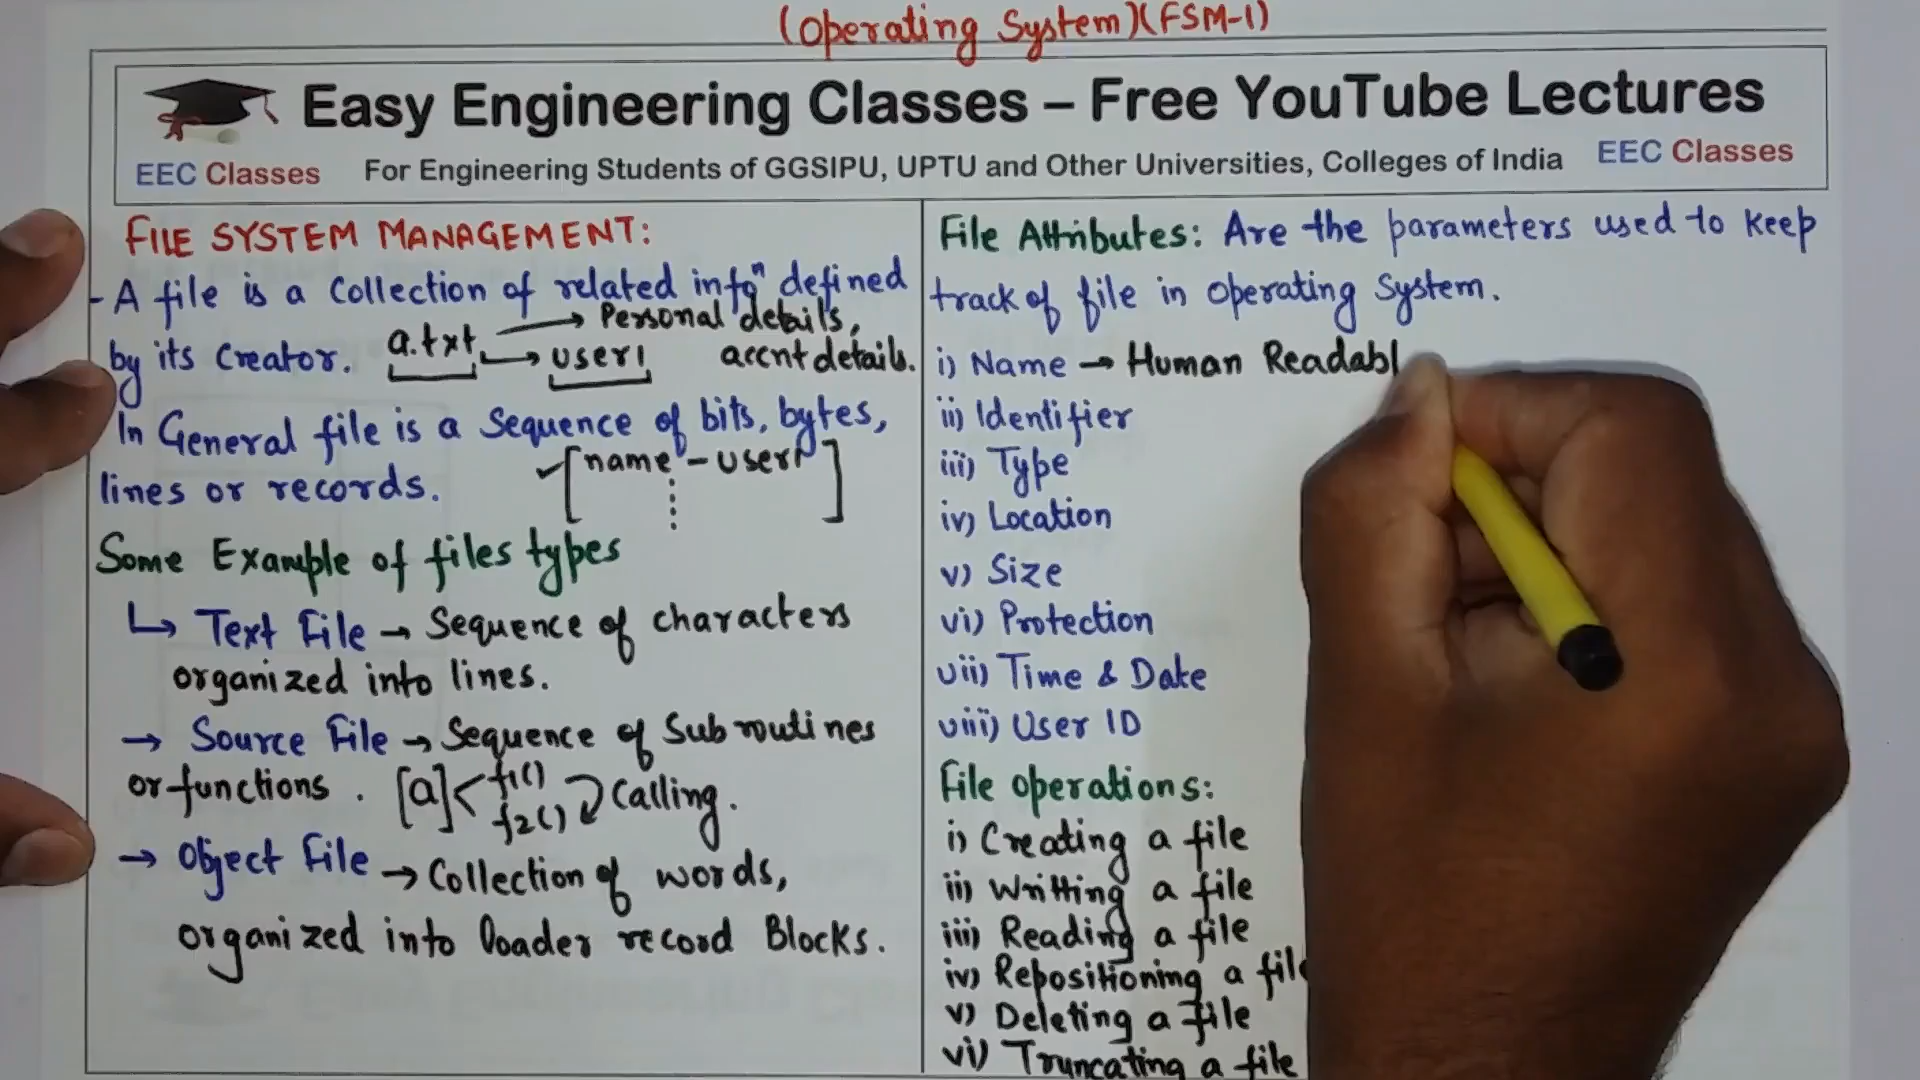 (Operating System)(FSM-1)
Easy Engineering Classes – Free YouTube Lectures
EEC Classes For Engineering Students of GGSIPU, UPTU and Other Universities, Colleges of India EEC Classes
FILE SYSTEM MANAGEMENT:
- A file is a Collection of related infoⁿ defined
by its Creator. a.txt → Personal details,
→ user1 accnt details.
In General file is a Sequence of bits, bytes,
lines or records. ✓[name - user1
⋮ ]
Some Example of files types
↳ Text File → Sequence of characters
organized into lines.
→ Source File → Sequence of Subroutines
or functions. [a] < f1()
f2() Calling.
→ Object File → Collection of words,
organized into loader record Blocks.
File Attributes: Are the parameters used to keep
track of file in operating System.
i) Name → Human Readabl
ii) Identifier
iii) Type
iv) Location
v) Size
vi) Protection
vii) Time & Date
viii) User ID
File operations:
i) Creating a file
ii) Writting a file
iii) Reading a file
iv) Repositioning a file
v) Deleting a file
vi) Truncating a file